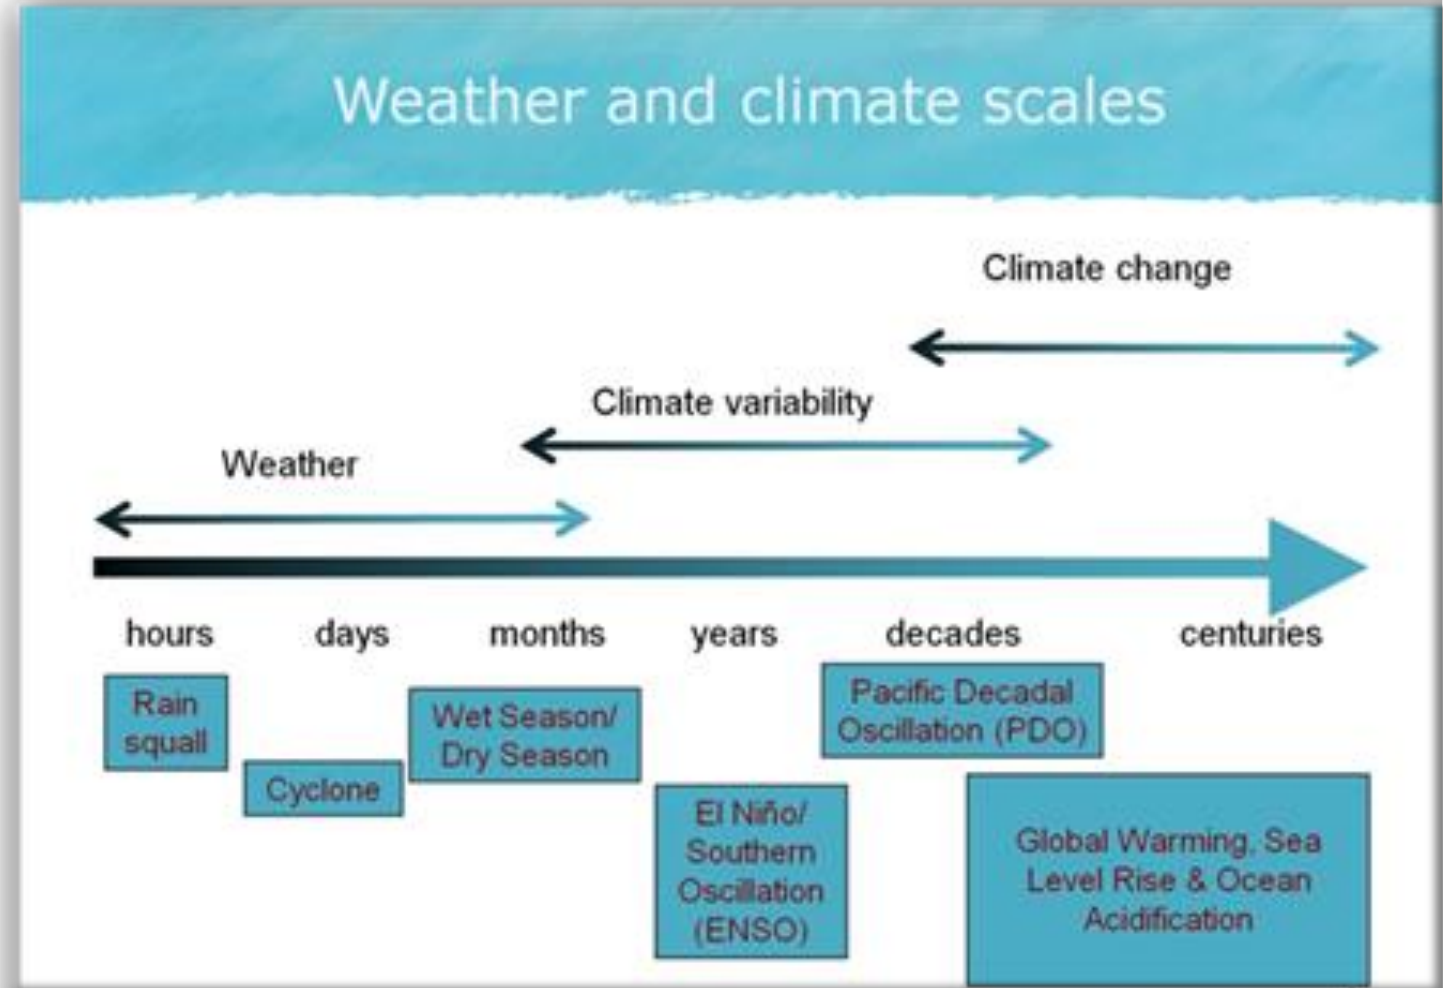 Weather and climate scales
Climate change
Climate variability
Weather
hours days months years decades centuries
Rain
squall
Cyclone
Wet Season/
Dry Season
El Niño/
Southern
Oscillation
(ENSO)
Pacific Decadal
Oscillation (PDO)
Global Warming, Sea
Level Rise & Ocean
Acidification